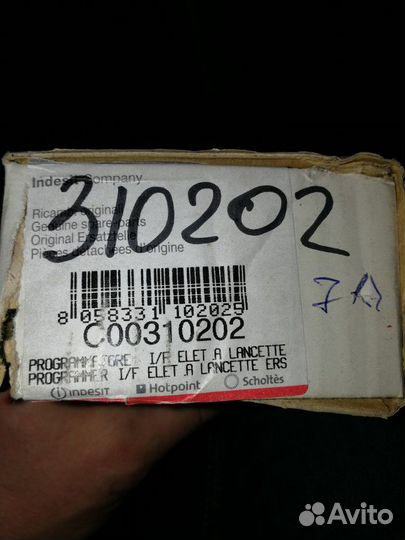 Indesit Company
310202
Ricambi originali
Genuine spare parts
Original Ersatzteile
Pièces détachées d'origine
8 058331 102025
C00310202
PROGRAMMATORE I/F ELET A LANCETTE
PROGRAMMER I/F ELET A LANCETTE ERS
INDESIT Hotpoint Scholtès
Avito